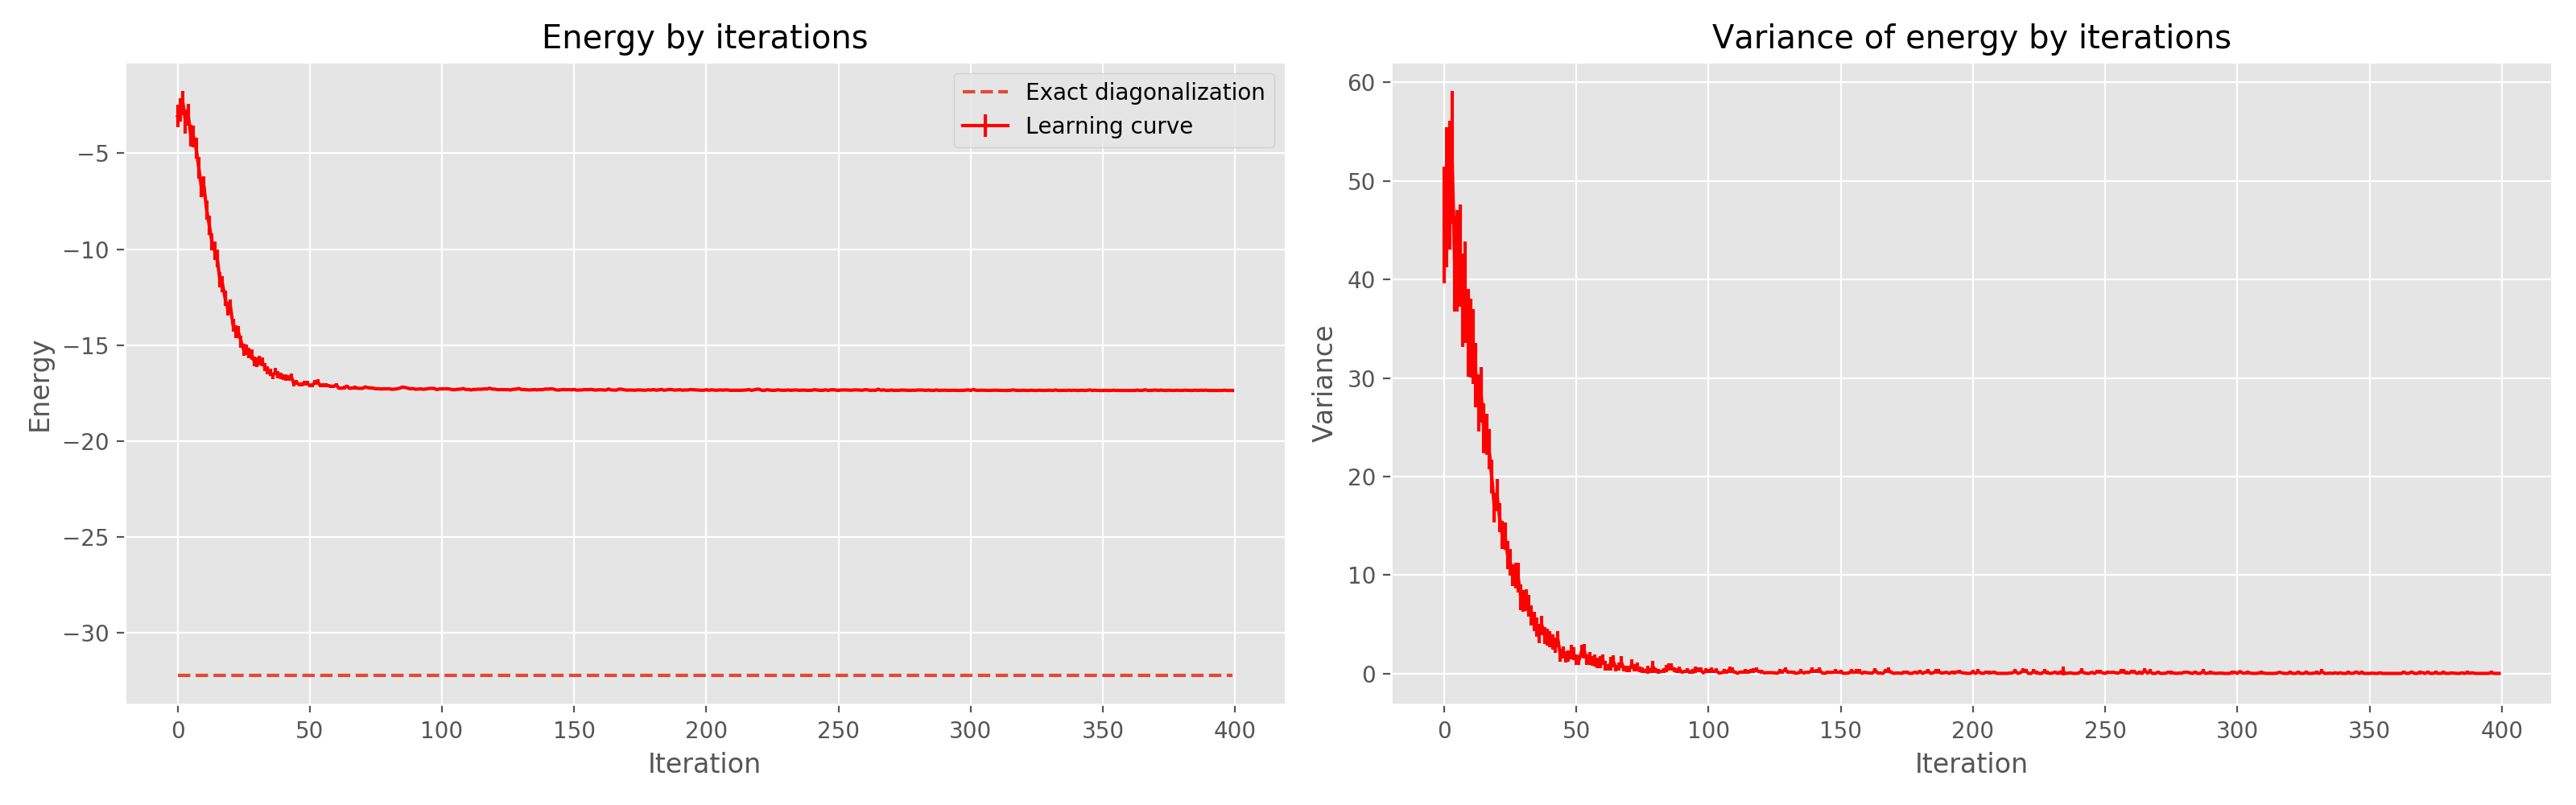 Energy by iterations
Exact diagonalization
Learning curve
−5
−10
−15
−20
−25
−30
Energy
0 50 100 150 200 250 300 350 400
Iteration
Variance of energy by iterations
60
50
40
30
20
10
0
Variance
0 50 100 150 200 250 300 350 400
Iteration